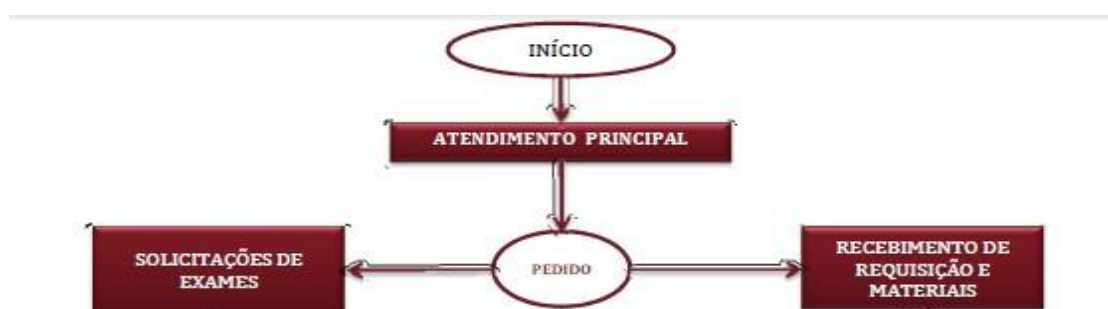 INÍCIO
ATENDIMENTO PRINCIPAL
SOLICITAÇÕES DE
EXAMES
PEDIDO
RECEBIMENTO DE
REQUISIÇÃO E
MATERIAIS